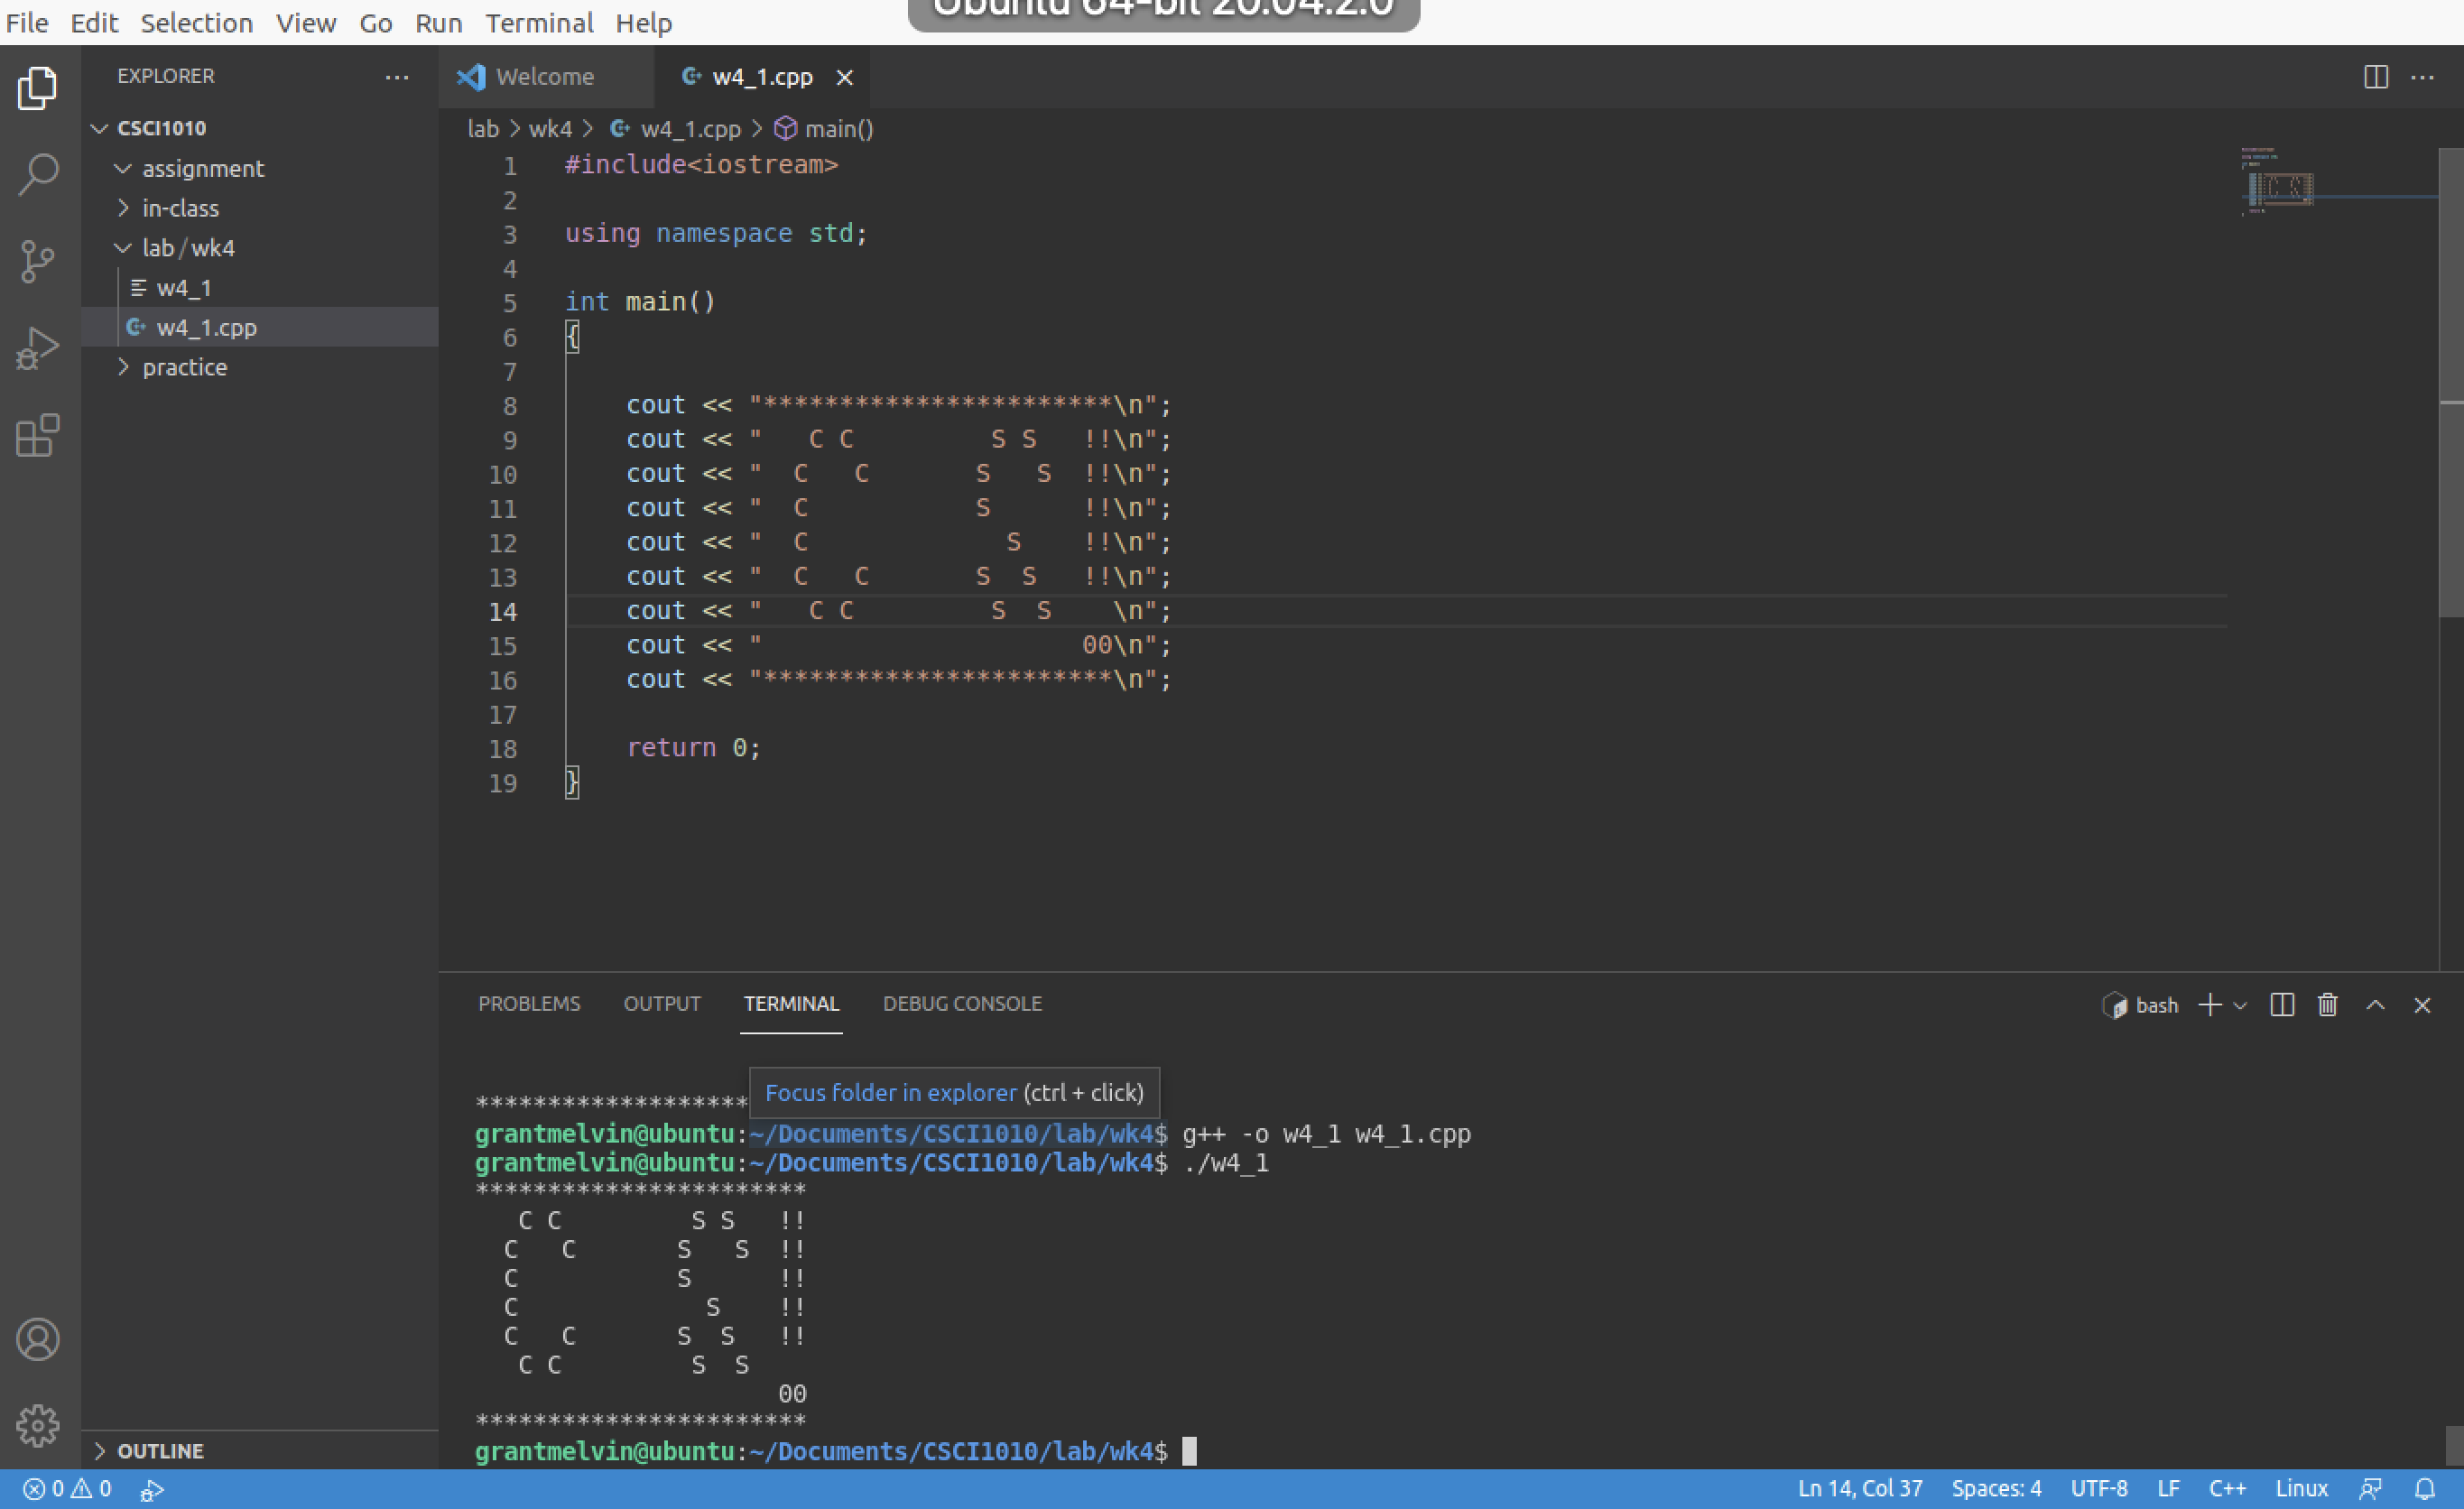 Ubuntu 64-bit 20.04.2.0
File Edit Selection View Go Run Terminal Help
EXPLORER ...
Welcome w4_1.cpp
CSCI1010
assignment
in-class
lab / wk4
w4_1
w4_1.cpp
practice
OUTLINE
lab > wk4 > w4_1.cpp > main()
1 #include<iostream>
2
3 using namespace std;
4
5 int main()
6 {
7
8     cout << "***********************\n";
9     cout << "   C C         S S   !!\n";
10     cout << "  C   C       S   S  !!\n";
11     cout << "  C           S      !!\n";
12     cout << "  C             S    !!\n";
13     cout << "  C   C       S  S   !!\n";
14     cout << "   C C         S  S    \n";
15     cout << "                     00\n";
16     cout << "***********************\n";
17
18     return 0;
19 }
PROBLEMS OUTPUT TERMINAL DEBUG CONSOLE
bash
Focus folder in explorer (ctrl + click)
*******************
grantmelvin@ubuntu:~/Documents/CSCI1010/lab/wk4$ g++ -o w4_1 w4_1.cpp
grantmelvin@ubuntu:~/Documents/CSCI1010/lab/wk4$ ./w4_1
***********************
   C C         S S   !!
  C   C       S   S  !!
  C           S      !!
  C             S    !!
  C   C       S  S   !!
   C C         S  S
                     00
***********************
grantmelvin@ubuntu:~/Documents/CSCI1010/lab/wk4$
0 0
Ln 14, Col 37 Spaces: 4 UTF-8 LF C++ Linux